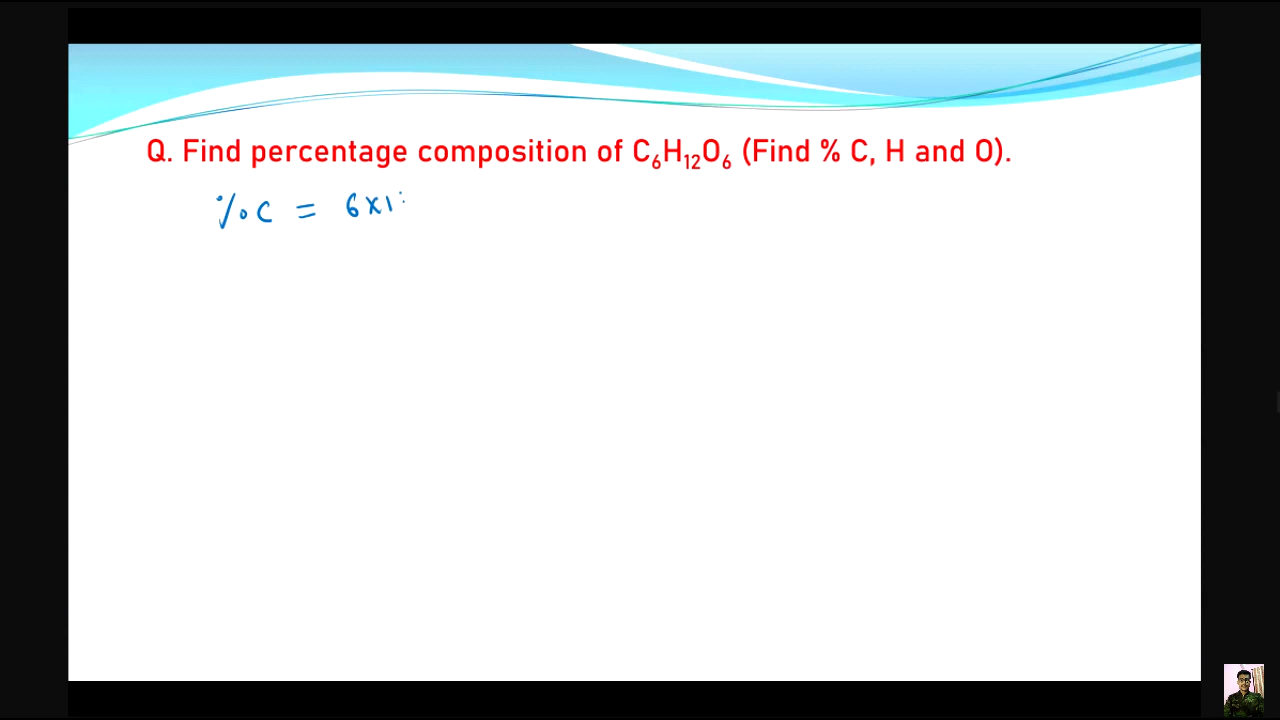 Q. Find percentage composition of C₆H₁₂O₆ (Find % C, H and O).
% C = 6x1